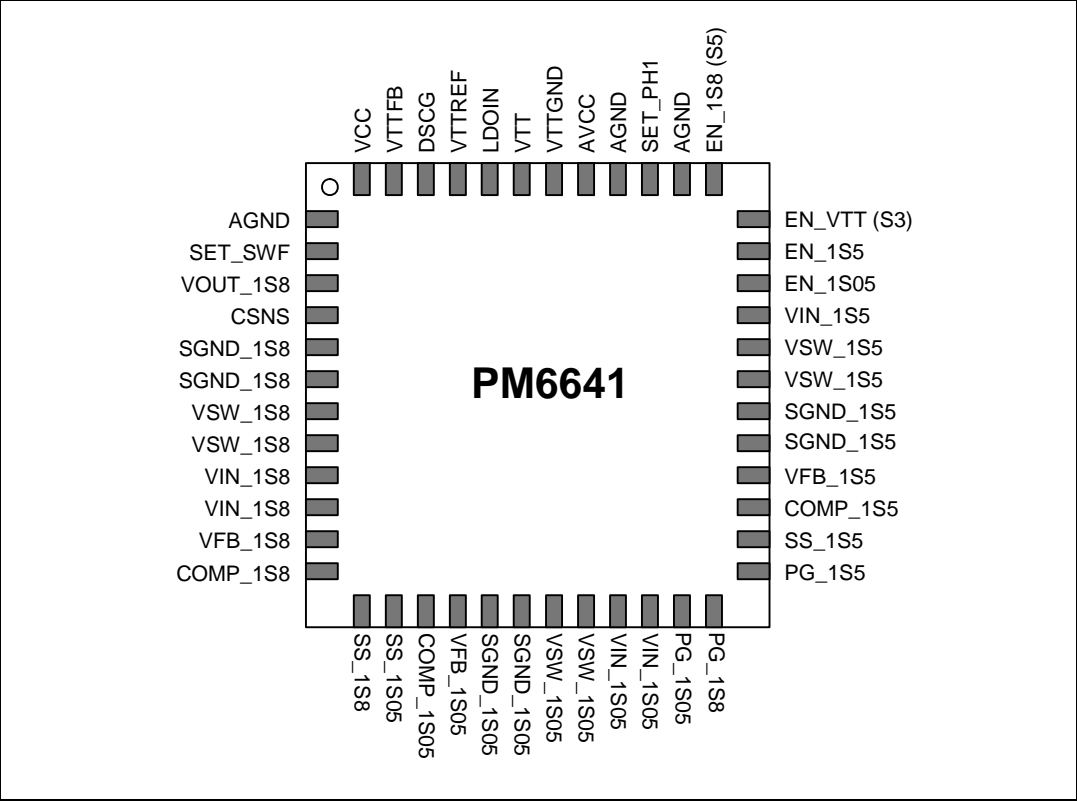 VCC
VTTFB
DSCG
VTTREF
LDOIN
VTT
VTTGND
AVCC
AGND
SET_PH1
AGND
EN_1S8 (S5)
AGND
SET_SWF
VOUT_1S8
CSNS
SGND_1S8
SGND_1S8
VSW_1S8
VSW_1S8
VIN_1S8
VIN_1S8
VFB_1S8
COMP_1S8
PM6641
EN_VTT (S3)
EN_1S5
EN_1S05
VIN_1S5
VSW_1S5
VSW_1S5
SGND_1S5
SGND_1S5
VFB_1S5
COMP_1S5
SS_1S5
PG_1S5
SS_1S8
SS_1S05
COMP_1S05
VFB_1S05
SGND_1S05
SGND_1S05
VSW_1S05
VSW_1S05
VIN_1S05
VIN_1S05
PG_1S05
PG_1S8